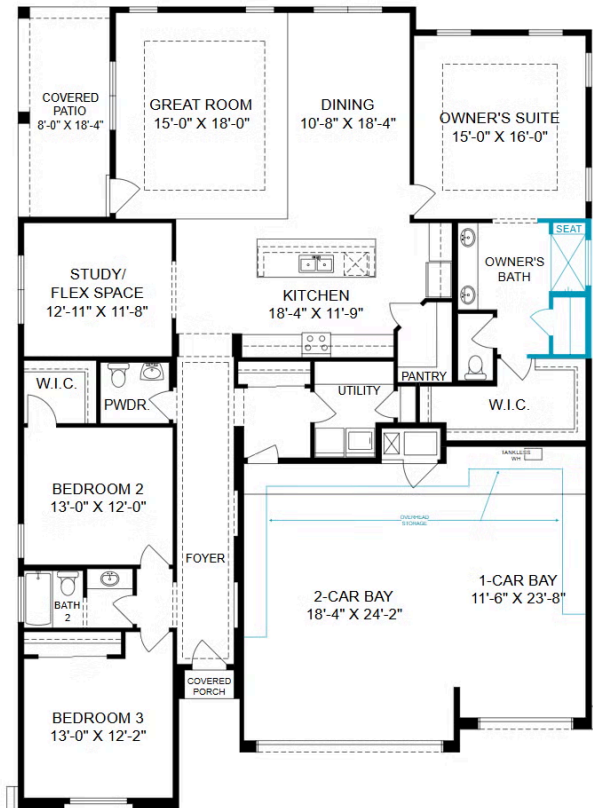 COVERED
PATIO
8'-0" X 18'-4"
GREAT ROOM
15'-0" X 18'-0"
DINING
10'-8" X 18'-4"
OWNER'S SUITE
15'-0" X 16'-0"
SEAT
OWNER'S
BATH
STUDY/
FLEX SPACE
12'-11" X 11'-8"
KITCHEN
18'-4" X 11'-9"
PANTRY
W.I.C.
PWDR.
UTILITY
W.I.C.
TANKLESS
WH
BEDROOM 2
13'-0" X 12'-0"
OVERHEAD
STORAGE
FOYER
2-CAR BAY
18'-4" X 24'-2"
1-CAR BAY
11'-6" X 23'-8"
BATH
2
COVERED
PORCH
BEDROOM 3
13'-0" X 12'-2"